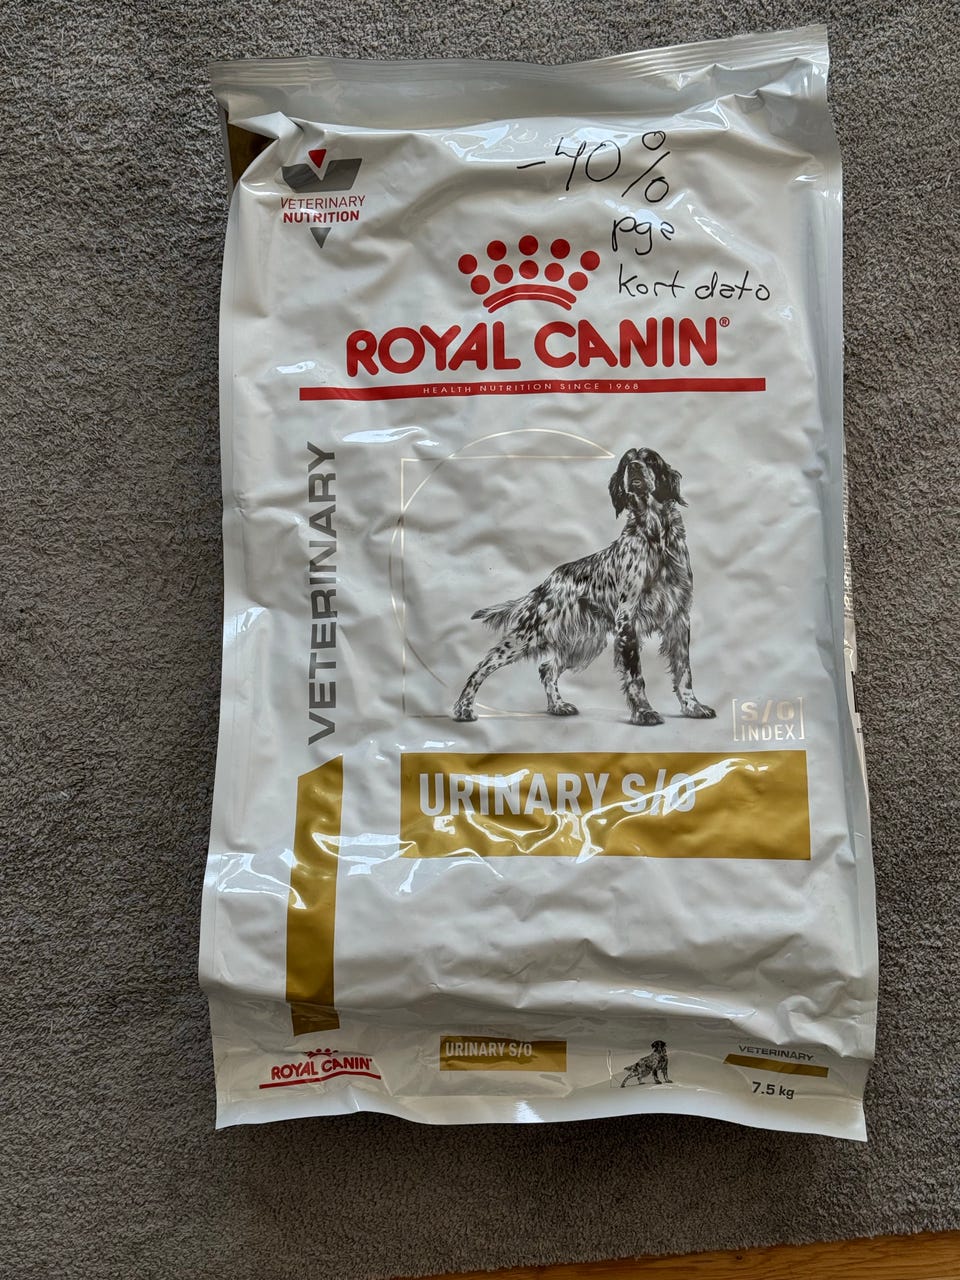 -40%
pga
kort dato
VETERINARY
NUTRITION
ROYAL CANIN®
HEALTH NUTRITION SINCE 1968
VETERINARY
S/O
INDEX
URINARY S/O
ROYAL CANIN
URINARY S/O
VETERINARY
7.5 kg